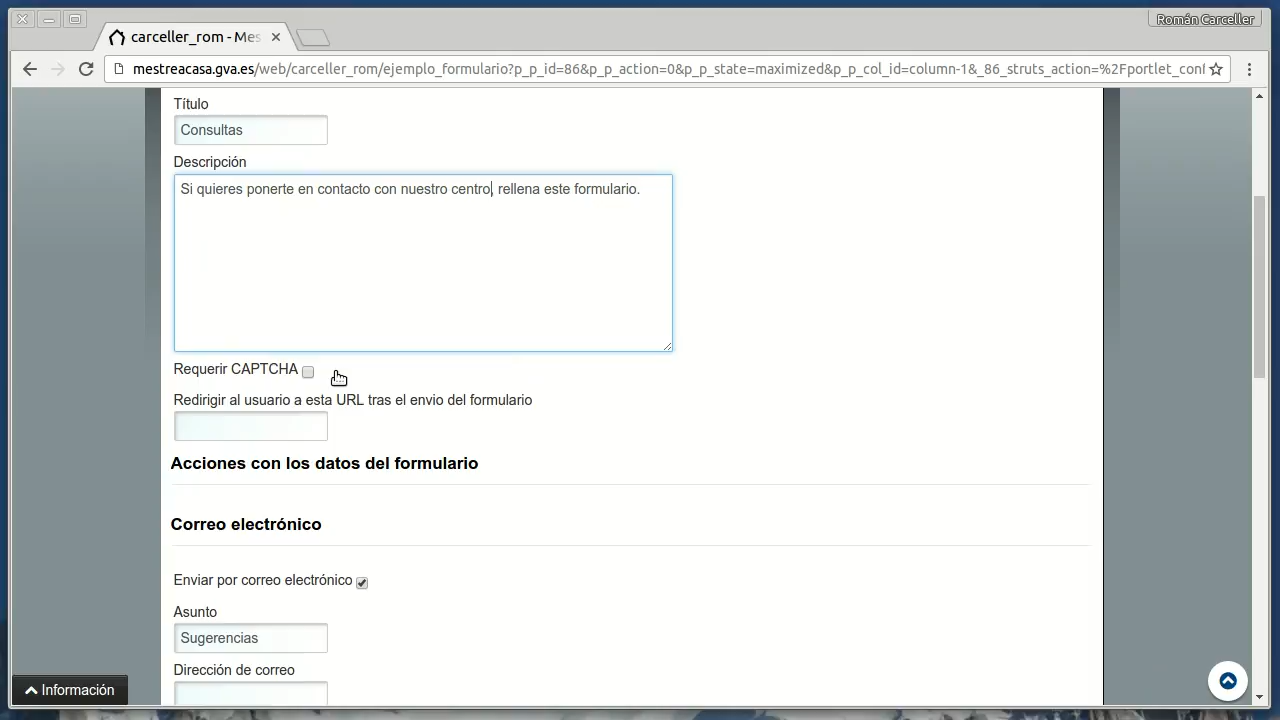 Román Carceller
carceller_rom - Mes
mestreacasa.gva.es/web/carceller_rom/ejemplo_formulario?p_p_id=86&p_p_action=0&p_p_state=maximized&p_p_col_id=column-1&_86_struts_action=%2Fportlet_conf
Título
Consultas
Descripción
Si quieres ponerte en contacto con nuestro centro, rellena este formulario.
Requerir CAPTCHA
Redirigir al usuario a esta URL tras el envio del formulario
Acciones con los datos del formulario
Correo electrónico
Enviar por correo electrónico
Asunto
Sugerencias
Dirección de correo
Información